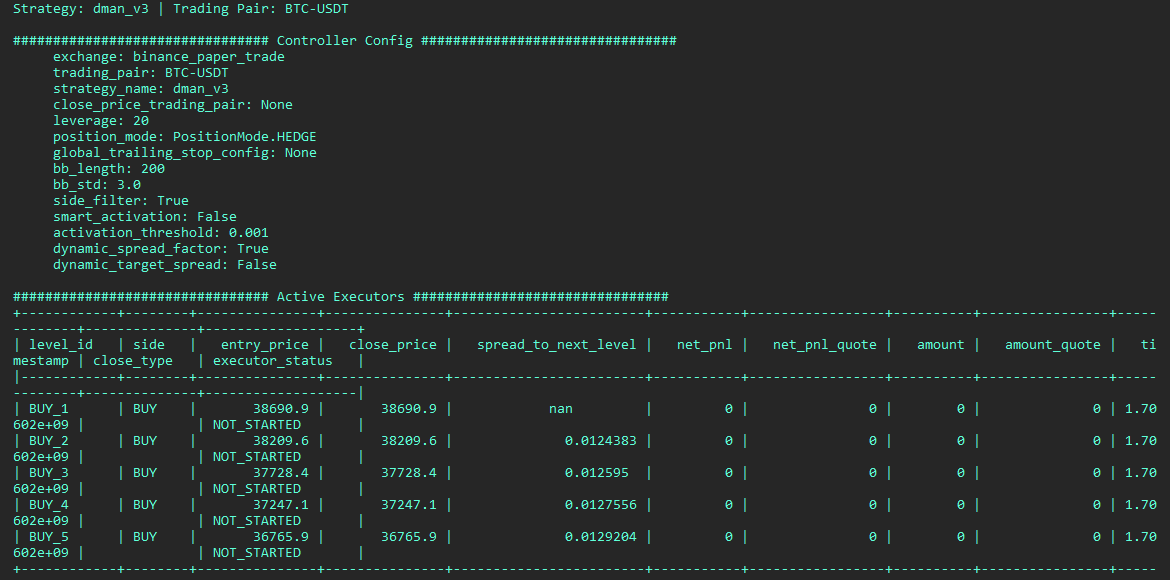 Strategy: dman_v3 | Trading Pair: BTC-USDT

################################ Controller Config ################################
     exchange: binance_paper_trade
     trading_pair: BTC-USDT
     strategy_name: dman_v3
     close_price_trading_pair: None
     leverage: 20
     position_mode: PositionMode.HEDGE
     global_trailing_stop_config: None
     bb_length: 200
     bb_std: 3.0
     side_filter: True
     smart_activation: False
     activation_threshold: 0.001
     dynamic_spread_factor: True
     dynamic_target_spread: False

################################ Active Executors ################################
+------------+--------+---------------+---------------+------------------------+-----------+-----------------+----------+----------------+-----
--------+--------------+-------------------+
| level_id   | side   |   entry_price |   close_price |   spread_to_next_level |   net_pnl |   net_pnl_quote |   amount |   amount_quote |   ti
mestamp | close_type   | executor_status   |
|------------+--------+---------------+---------------+------------------------+-----------+-----------------+----------+----------------+-----
--------+--------------+-------------------|
| BUY_1      | BUY    |       38690.9 |       38690.9 |            nan         |         0 |               0 |        0 |              0 | 1.70
602e+09 |              | NOT_STARTED       |
| BUY_2      | BUY    |       38209.6 |       38209.6 |              0.0124383 |         0 |               0 |        0 |              0 | 1.70
602e+09 |              | NOT_STARTED       |
| BUY_3      | BUY    |       37728.4 |       37728.4 |              0.012595  |         0 |               0 |        0 |              0 | 1.70
602e+09 |              | NOT_STARTED       |
| BUY_4      | BUY    |       37247.1 |       37247.1 |              0.0127556 |         0 |               0 |        0 |              0 | 1.70
602e+09 |              | NOT_STARTED       |
| BUY_5      | BUY    |       36765.9 |       36765.9 |              0.0129204 |         0 |               0 |        0 |              0 | 1.70
602e+09 |              | NOT_STARTED       |
+------------+--------+---------------+---------------+------------------------+-----------+-----------------+----------+----------------+-----